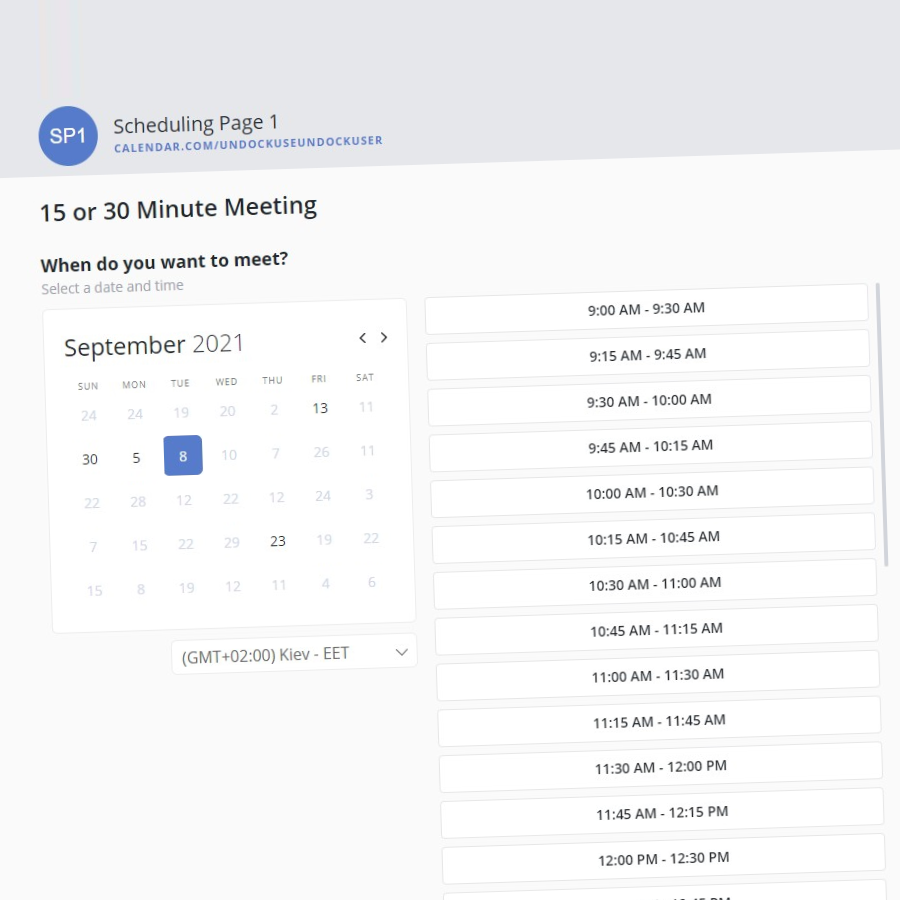 SP1
Scheduling Page 1
CALENDAR.COM/UNDOCKUSEUNDOCKUSER
15 or 30 Minute Meeting
When do you want to meet?
Select a date and time
September 2021
SUN MON TUE WED THU FRI SAT
24 24 19 20 2 13 11
30 5 8 10 7 26 11
22 28 12 22 12 24 3
7 15 22 29 23 19 22
15 8 19 12 11 4 6
(GMT+02:00) Kiev - EET
9:00 AM - 9:30 AM
9:15 AM - 9:45 AM
9:30 AM - 10:00 AM
9:45 AM - 10:15 AM
10:00 AM - 10:30 AM
10:15 AM - 10:45 AM
10:30 AM - 11:00 AM
10:45 AM - 11:15 AM
11:00 AM - 11:30 AM
11:15 AM - 11:45 AM
11:30 AM - 12:00 PM
11:45 AM - 12:15 PM
12:00 PM - 12:30 PM